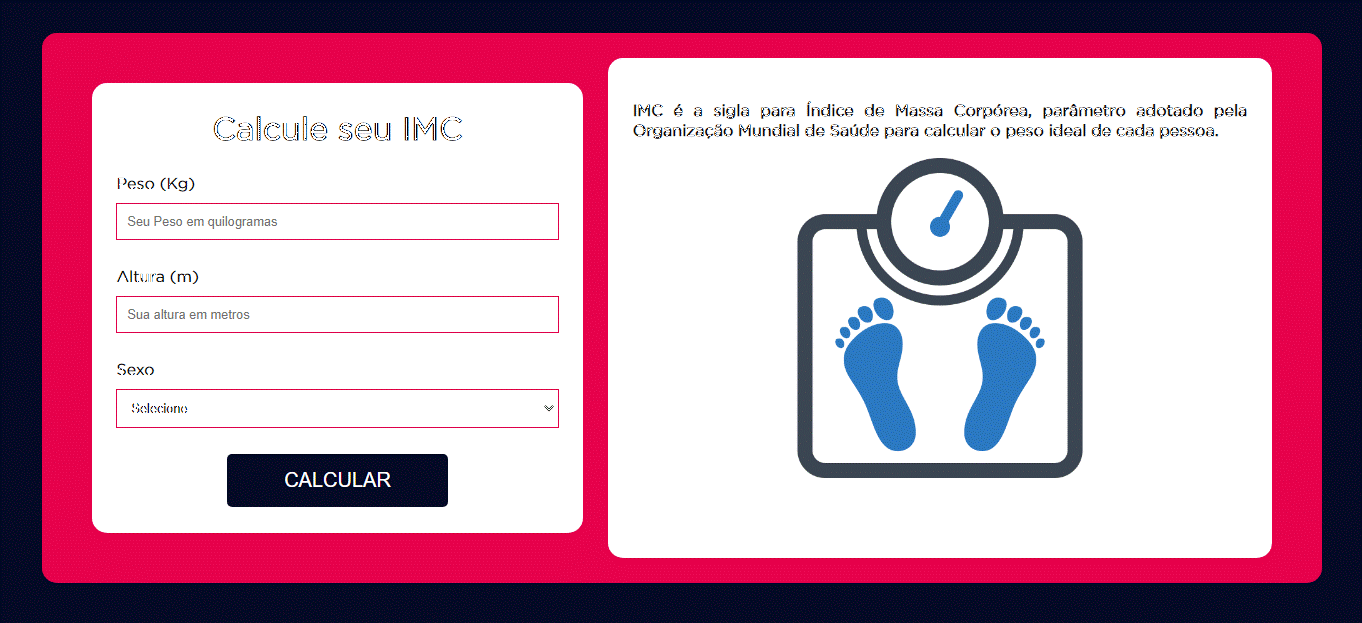 Calcule seu IMC
Peso (Kg)
Seu Peso em quilogramas
Altura (m)
Sua altura em metros
Sexo
Selecione
CALCULAR
IMC é a sigla para Índice de Massa Corpórea, parâmetro adotado pela
Organização Mundial de Saúde para calcular o peso ideal de cada pessoa.